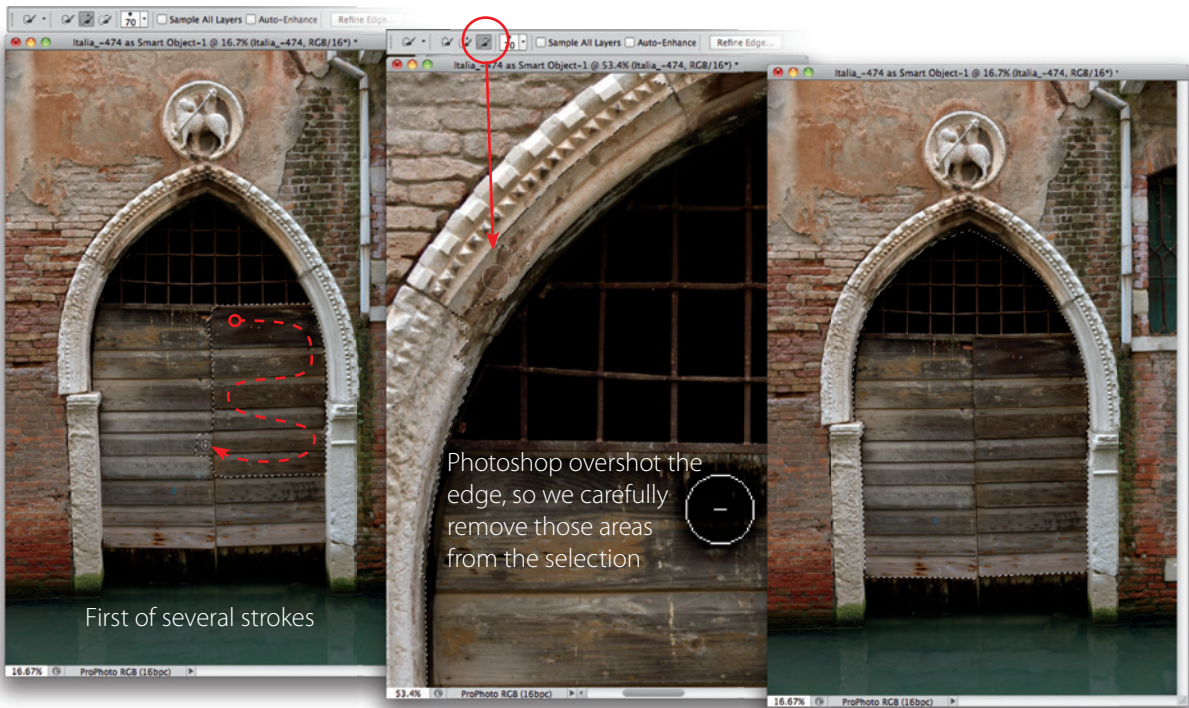 70 Sample All Layers Auto-Enhance Refine Edge...
Italia_-474 as Smart Object-1 @ 16.7% (Italia_-474, RGB/16*) *
First of several strokes
16.67% ProPhoto RGB (16bpc)
70 Sample All Layers Auto-Enhance Refine Edge...
Italia_-474 as Smart Object-1 @ 53.4% (Italia_-474, RGB/16*) *
Photoshop overshot the
edge, so we carefully
remove those areas
from the selection
53.4% ProPhoto RGB (16bpc)
Italia_-474 as Smart Object-1 @ 16.7% (Italia_-474, RGB/16*) *
16.67% ProPhoto RGB (16bpc)